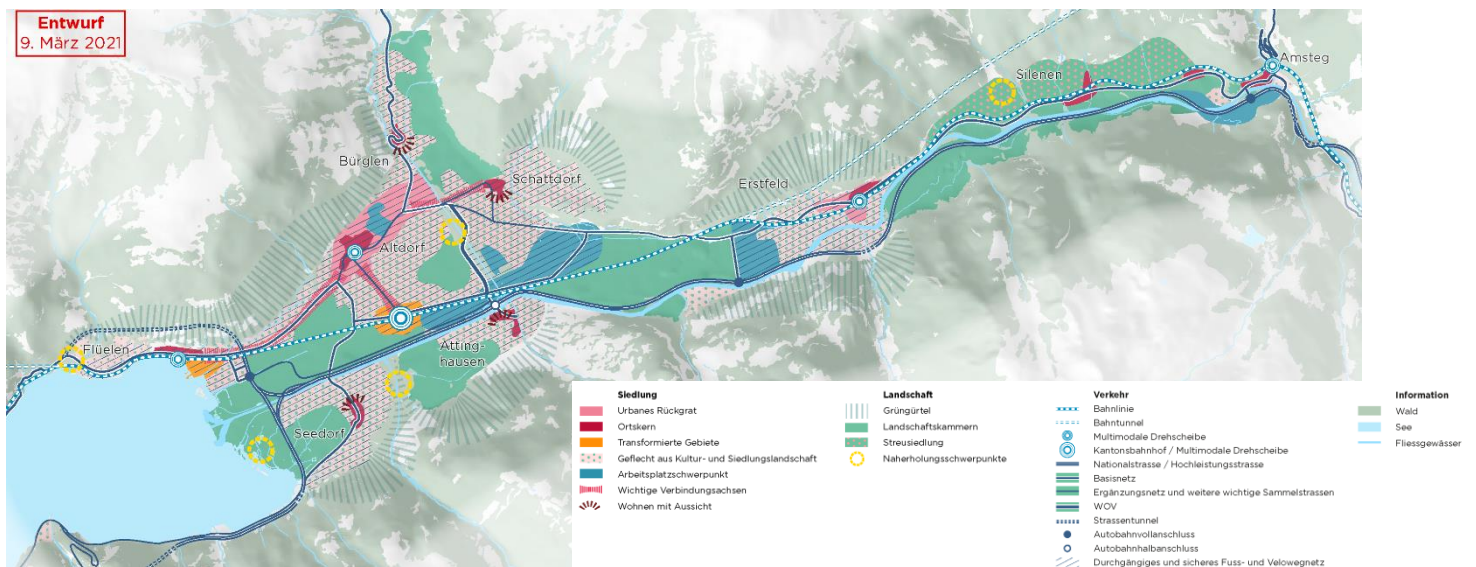 Entwurf
9. März 2021
Amsteg
Silenen
Bürglen
Schattdorf
Erstfeld
Altdorf
Flüelen
Atting-
hausen
Seedorf
Siedlung
Urbanes Rückgrat
Ortskern
Transformierte Gebiete
Geflecht aus Kultur- und Siedlungslandschaft
Arbeitsplatzschwerpunkt
Wichtige Verbindungsachsen
Wohnen mit Aussicht
Landschaft
Grüngürtel
Landschaftskammern
Streusiedlung
Naherholungsschwerpunkte
Verkehr
Bahnlinie
Bahntunnel
Multimodale Drehscheibe
Kantonsbahnhof / Multimodale Drehscheibe
Nationalstrasse / Hochleistungsstrasse
Basisnetz
Ergänzungsnetz und weitere wichtige Sammelstrassen
WOV
Strassentunnel
Autobahnvollanschluss
Autobahnhalbanschluss
Durchgängiges und sicheres Fuss- und Velowegnetz
Information
Wald
See
Fliessgewässer